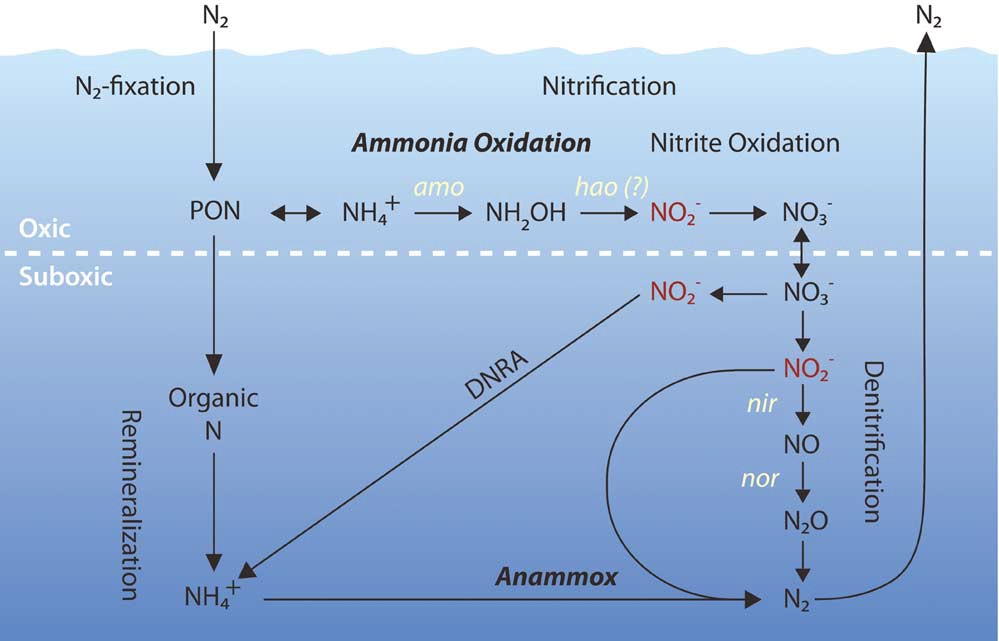 N₂
N₂
N₂-fixation
Nitrification
Ammonia Oxidation
Nitrite Oxidation
amo
hao (?)
PON
NH₄⁺
NH₂OH
NO₂⁻
NO₃⁻
Oxic
Suboxic
NO₂⁻
NO₃⁻
DNRA
NO₂⁻
nir
Organic
N
NO
Denitrification
Remineralization
nor
N₂O
Anammox
NH₄⁺
N₂